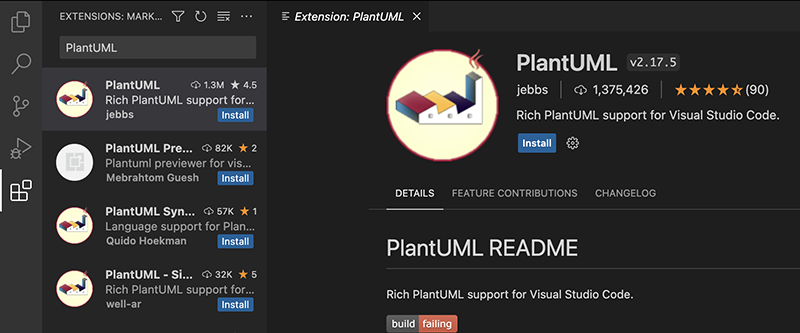 EXTENSIONS: MARK...
PlantUML
PlantUML 1.3M 4.5
Rich PlantUML support for...
jebbs Install
PlantUML Pre... 82K 2
Plantuml previewer for vis...
Mebrahtom Guesh Install
PlantUML Syn... 57K 1
Language support for Plan...
Quido Hoekman Install
PlantUML - Si... 32K 5
Rich PlantUML support for...
well-ar Install
Extension: PlantUML
PlantUML v2.17.5
jebbs 1,375,426 (90)
Rich PlantUML support for Visual Studio Code.
Install
DETAILS FEATURE CONTRIBUTIONS CHANGELOG
PlantUML README
Rich PlantUML support for Visual Studio Code.
build failing